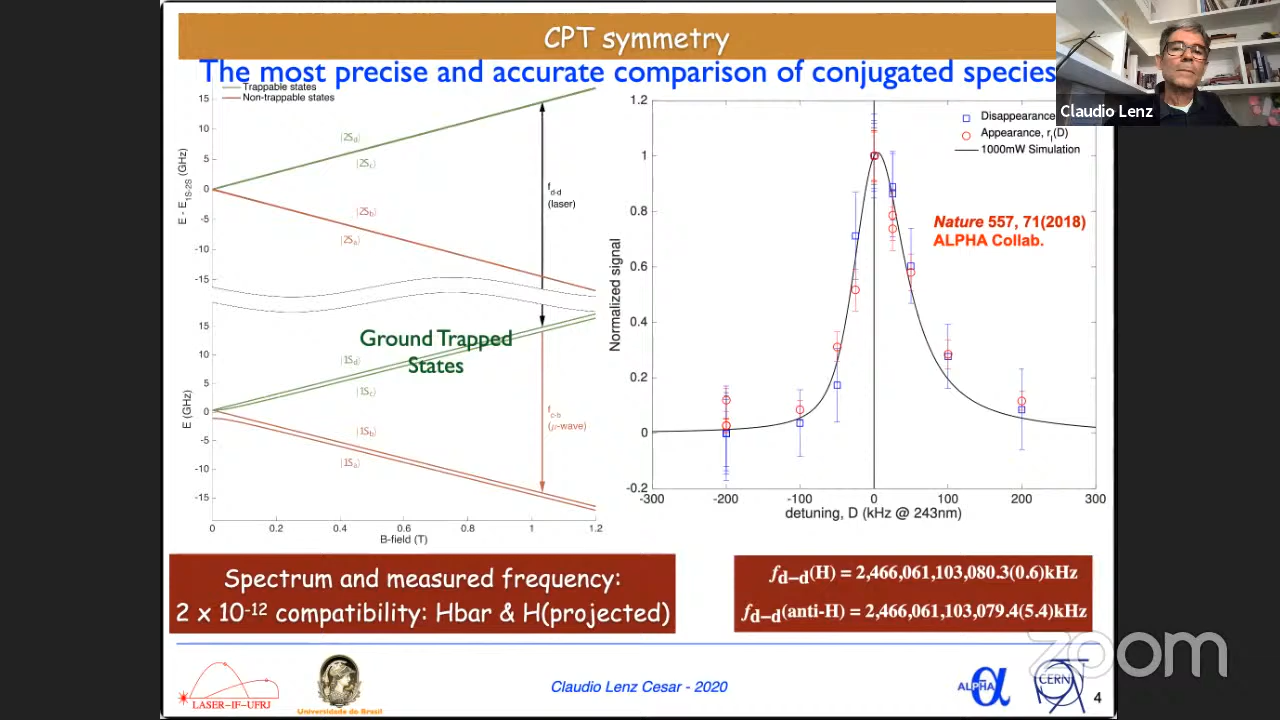 CPT symmetry
The most precise and accurate comparison of conjugated species
Claudio Lenz
Trappable states
Non-trappable states
E - E1S-2S (GHz)
15
10
5
0
-5
-10
-15
|2Sd⟩
|2Sc⟩
|2Sb⟩
|2Sa⟩
fd-d
(laser)
Ground Trapped
States
E (GHz)
15
10
5
0
-5
-10
-15
|1Sd⟩
|1Sc⟩
|1Sb⟩
|1Sa⟩
fc-b
(μ-wave)
0 0.2 0.4 0.6 0.8 1 1.2
B-field (T)
Normalized signal
1.2
1
0.8
0.6
0.4
0.2
0
-0.2
Disappearance
Appearance, ri(D)
1000mW Simulation
Nature 557, 71(2018)
ALPHA Collab.
-300 -200 -100 0 100 200 300
detuning, D (kHz @ 243nm)
Spectrum and measured frequency:
2 x 10-12 compatibility: Hbar & H(projected)
fd–d(H) = 2,466,061,103,080.3(0.6)kHz
fd–d(anti-H) = 2,466,061,103,079.4(5.4)kHz
zoom
LASER-IF-UFRJ
Universidade do Brasil
Claudio Lenz Cesar - 2020
ALPHA
α
CERN
4